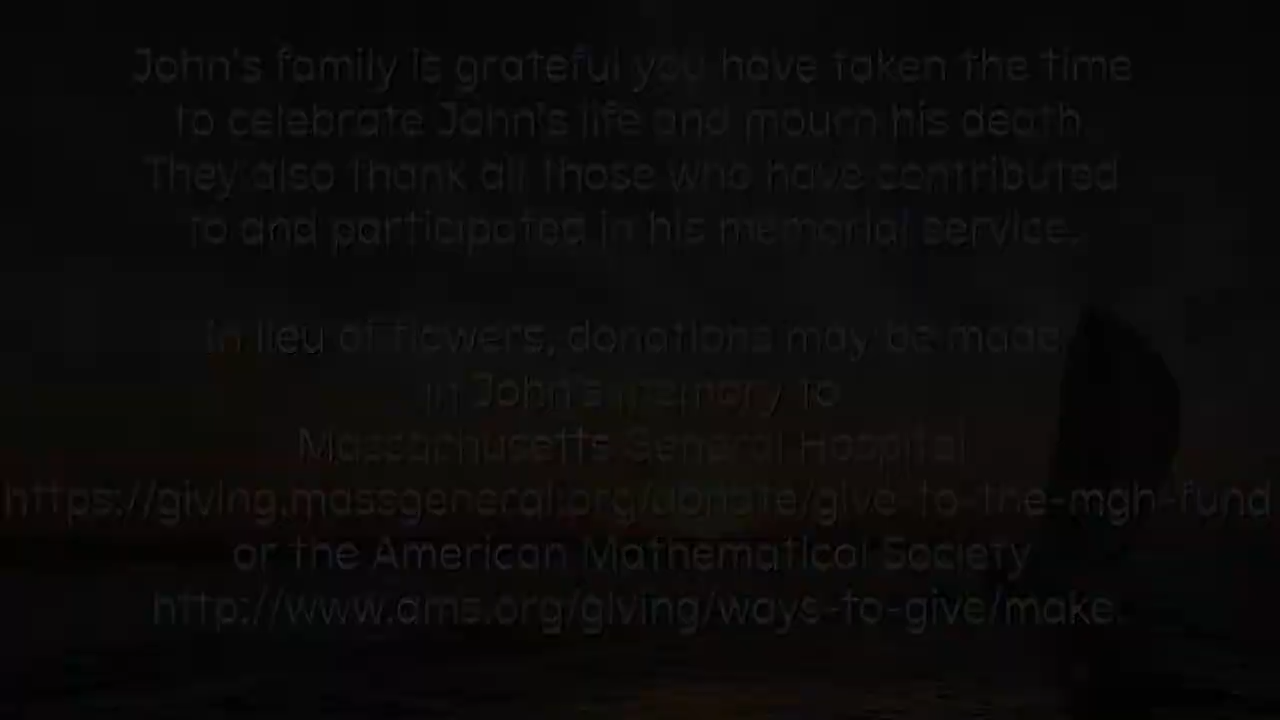 John's family is grateful you have taken the time
to celebrate John's life and mourn his death.
They also thank all those who have contributed
to and participated in his memorial service.
In lieu of flowers, donations may be made
in John's memory to
Massachusetts General Hospital
https://giving.massgeneral.org/donate/give-to-the-mgh-fund
or the American Mathematical Society
http://www.ams.org/giving/ways-to-give/make.